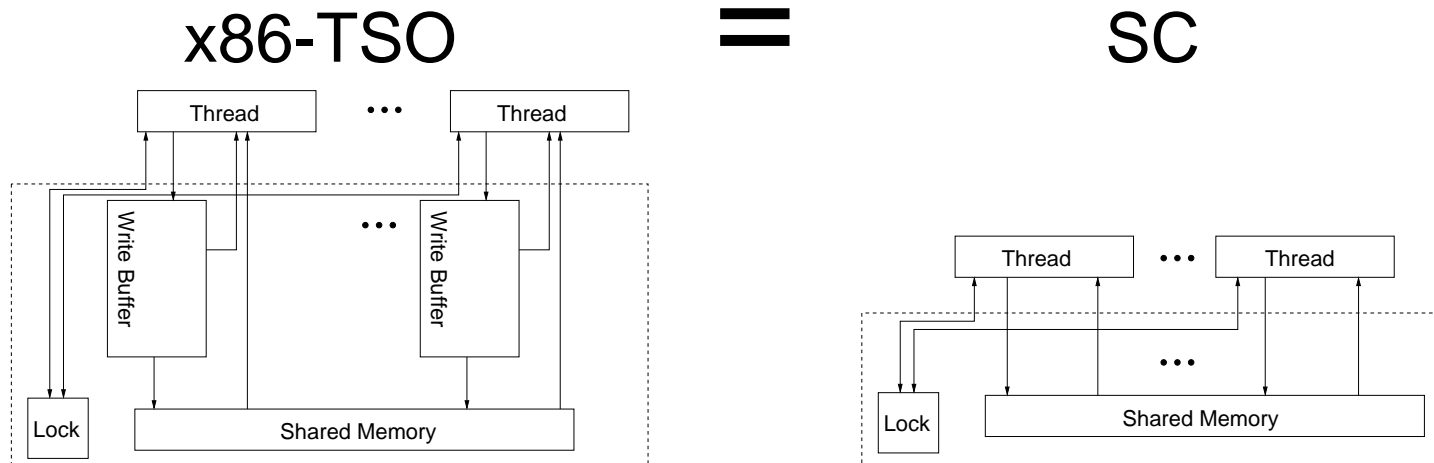 x86-TSO = SC
Thread ... Thread
Write Buffer ... Write Buffer
Thread ... Thread
...
Lock Shared Memory
Lock Shared Memory